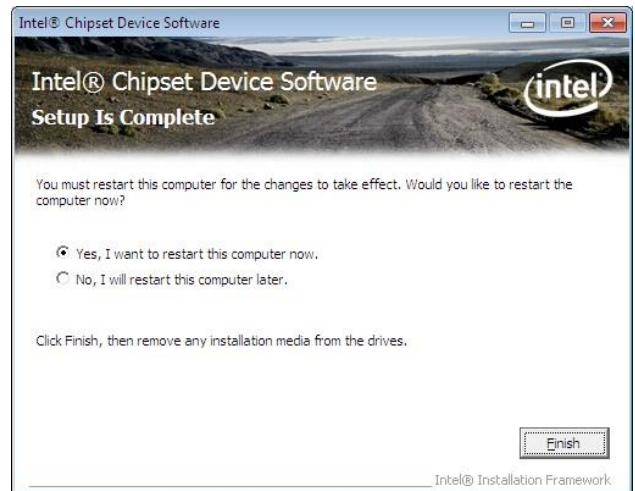 Intel® Chipset Device Software
Intel® Chipset Device Software
intel
Setup Is Complete
You must restart this computer for the changes to take effect. Would you like to restart the
computer now?
Yes, I want to restart this computer now.
No, I will restart this computer later.
Click Finish, then remove any installation media from the drives.
Finish
Intel® Installation Framework